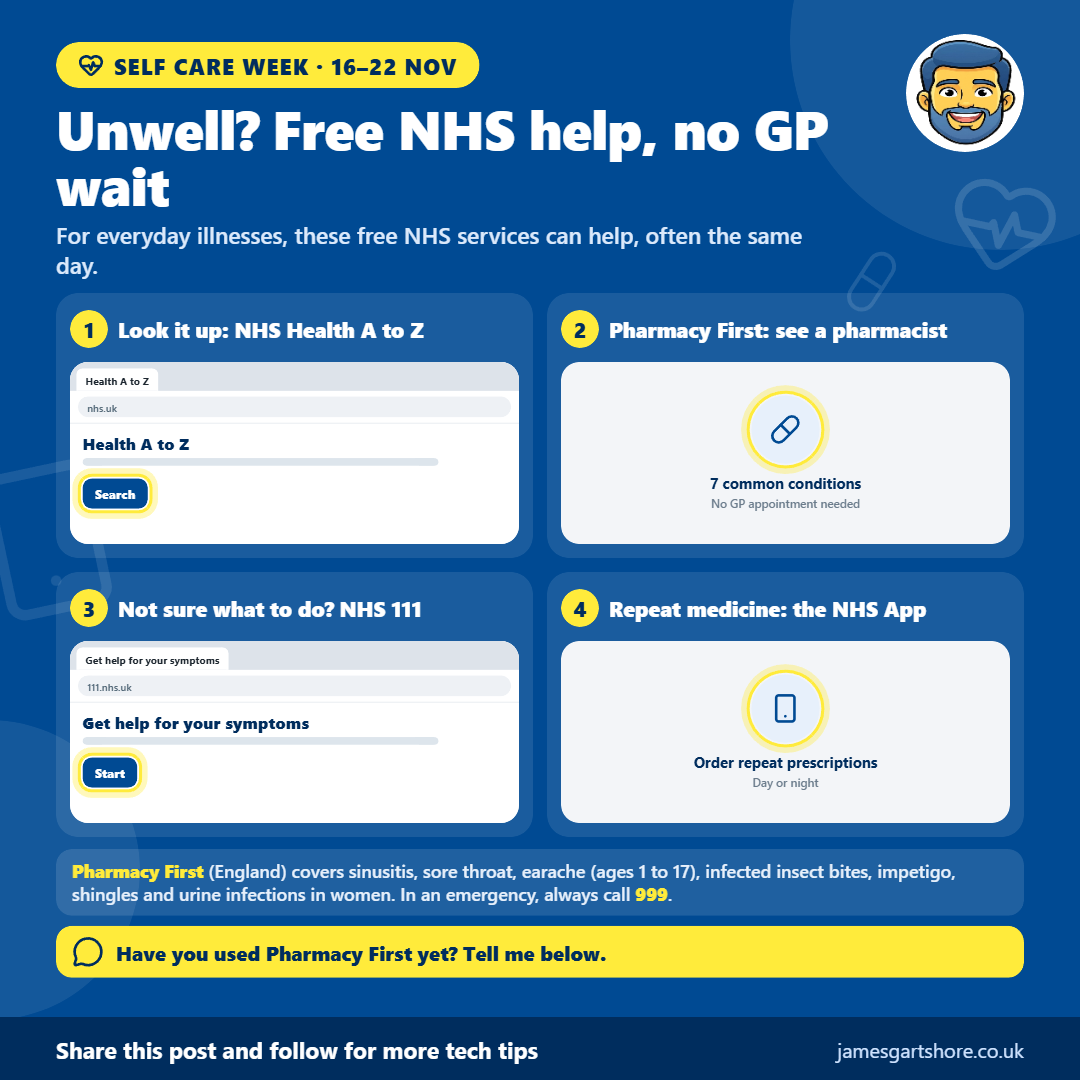 SELF CARE WEEK · 16–22 NOV
Unwell? Free NHS help, no GP
wait
For everyday illnesses, these free NHS services can help, often the same
day.
1 Look it up: NHS Health A to Z
Health A to Z
nhs.uk
Health A to Z
Search
2 Pharmacy First: see a pharmacist
7 common conditions
No GP appointment needed
3 Not sure what to do? NHS 111
Get help for your symptoms
111.nhs.uk
Get help for your symptoms
Start
4 Repeat medicine: the NHS App
Order repeat prescriptions
Day or night
Pharmacy First (England) covers sinusitis, sore throat, earache (ages 1 to 17), infected insect bites, impetigo,
shingles and urine infections in women. In an emergency, always call 999.
Have you used Pharmacy First yet? Tell me below.
Share this post and follow for more tech tips
jamesgartshore.co.uk